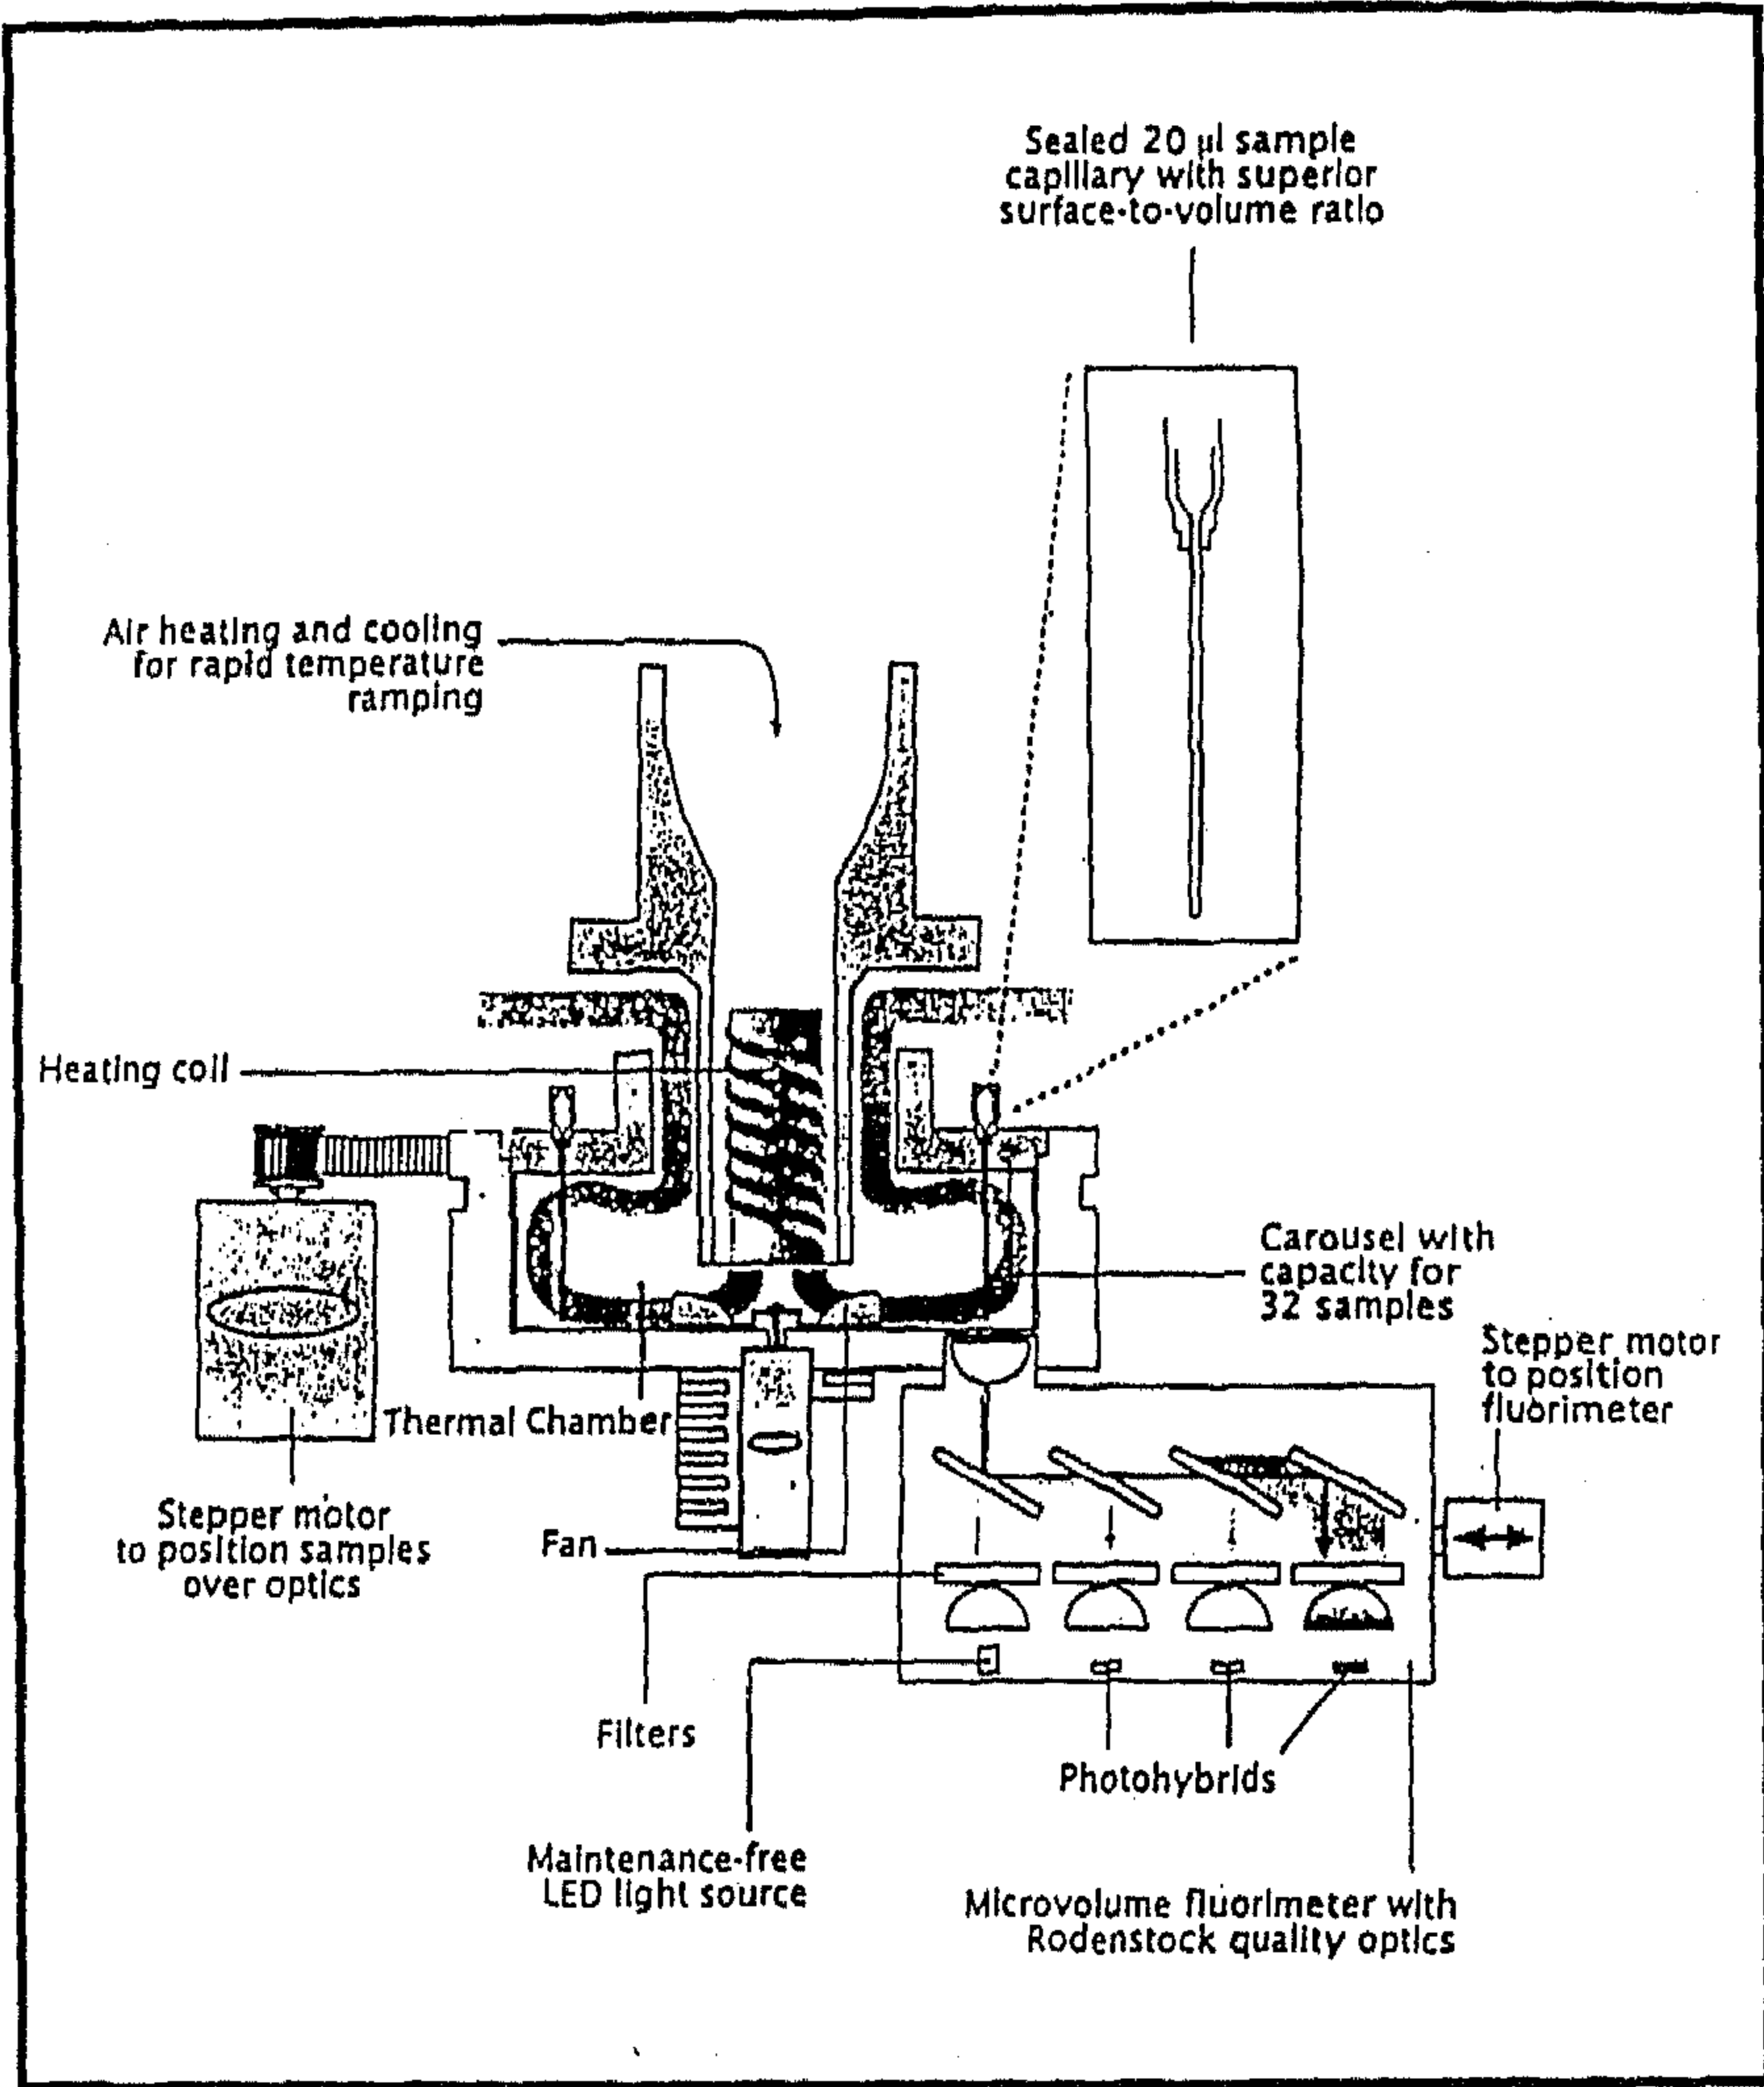 Sealed 20 µl sample
capillary with superior
surface-to-volume ratio
Air heating and cooling
for rapid temperature
ramping
Heating coil
Carousel with
capacity for
32 samples
Stepper motor
to position
fluorimeter
Thermal Chamber
Stepper motor
to position samples
over optics
Fan
Filters
Photohybrids
Maintenance-free
LED light source
Microvolume fluorimeter with
Rodenstock quality optics